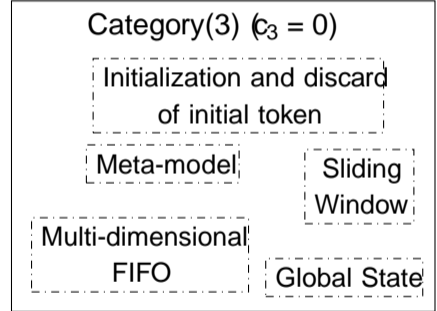 Category(3) (c₃ = 0)
Initialization and discard
of initial token
Meta-model
Sliding
Window
Multi-dimensional
FIFO
Global State